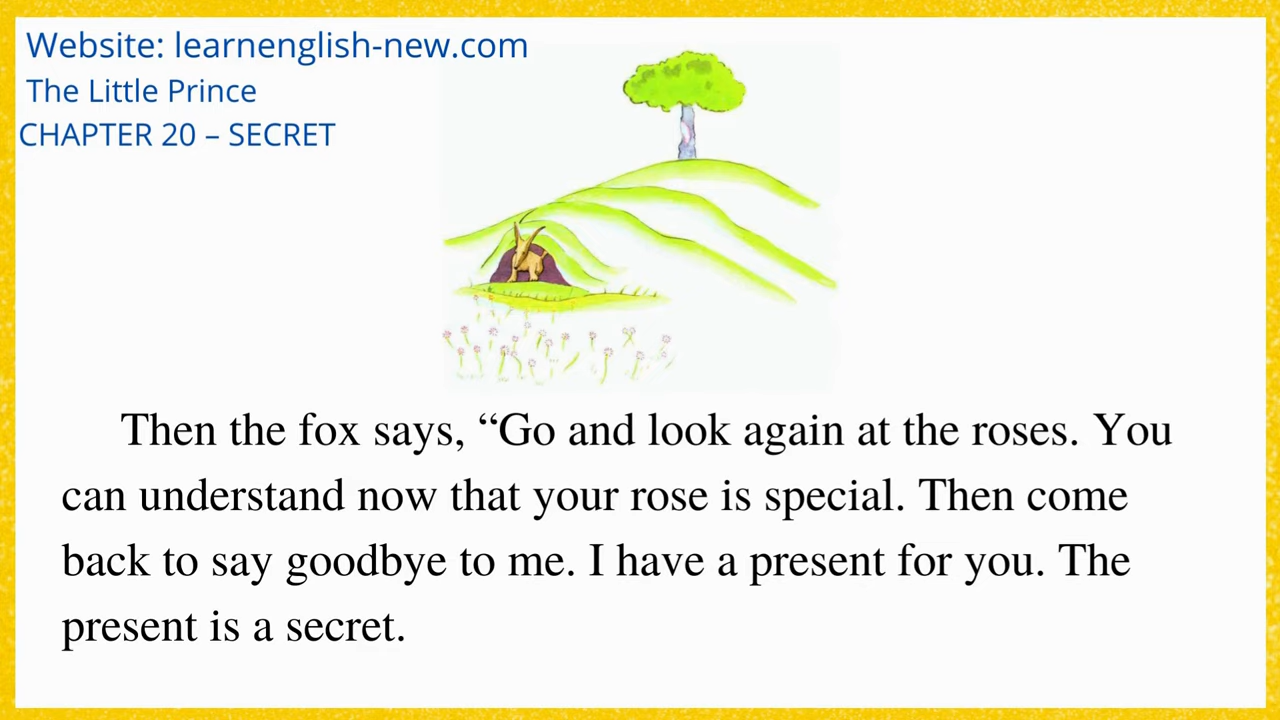 Website: learnenglish-new.com
The Little Prince
CHAPTER 20 – SECRET
Then the fox says, “Go and look again at the roses. You
can understand now that your rose is special. Then come
back to say goodbye to me. I have a present for you. The
present is a secret.